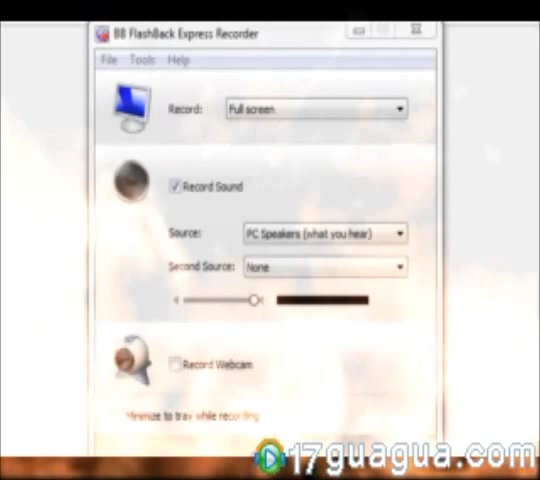 BB FlashBack Express Recorder
File Tools Help
Record: Full screen
Record Sound
Source: PC Speakers (what you hear)
Second Source: None
Record Webcam
Minimize to tray while recording
17guagua.com